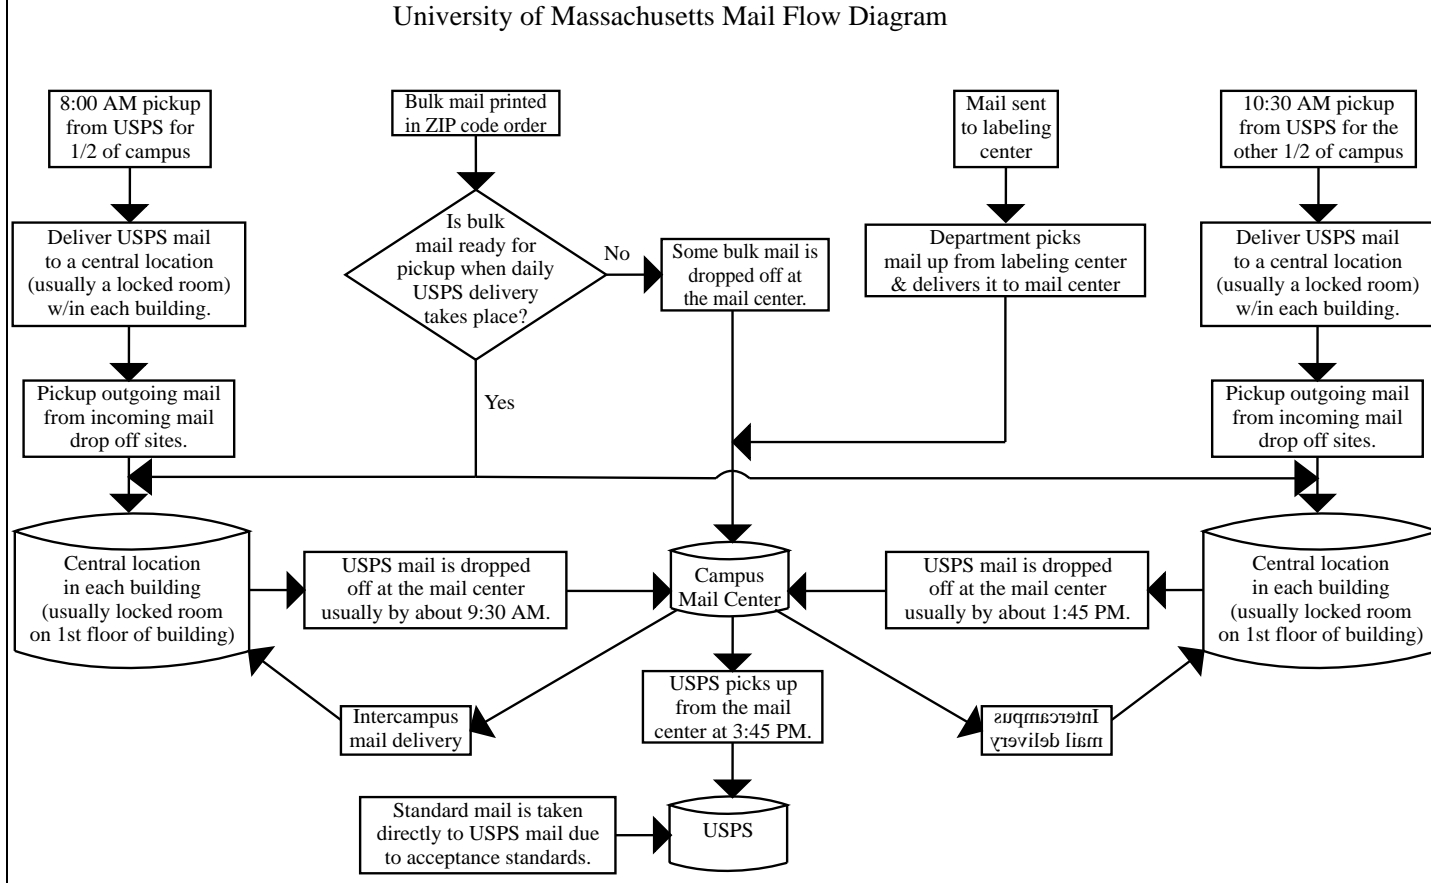 University of Massachusetts Mail Flow Diagram
8:00 AM pickup
from USPS for
1/2 of campus
Bulk mail printed
in ZIP code order
Mail sent
to labeling
center
10:30 AM pickup
from USPS for the
other 1/2 of campus
Deliver USPS mail
to a central location
(usually a locked room)
w/in each building.
Is bulk
mail ready for
pickup when daily
USPS delivery
takes place?
No
Some bulk mail is
dropped off at
the mail center.
Department picks
mail up from labeling center
& delivers it to mail center
Deliver USPS mail
to a central location
(usually a locked room)
w/in each building.
Pickup outgoing mail
from incoming mail
drop off sites.
Yes
Pickup outgoing mail
from incoming mail
drop off sites.
Central location
in each building
(usually locked room
on 1st floor of building)
USPS mail is dropped
off at the mail center
usually by about 9:30 AM.
Campus
Mail Center
USPS mail is dropped
off at the mail center
usually by about 1:45 PM.
Central location
in each building
(usually locked room
on 1st floor of building)
Intercampus
mail delivery
USPS picks up
from the mail
center at 3:45 PM.
Intercampus
mail delivery
Standard mail is taken
directly to USPS mail due
to acceptance standards.
USPS